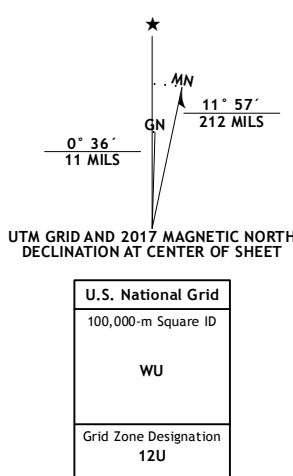 ★
MN
GN
11° 57´
212 MILS
0° 36´
11 MILS
UTM GRID AND 2017 MAGNETIC NORTH
DECLINATION AT CENTER OF SHEET
U.S. National Grid
100,000-m Square ID
WU
Grid Zone Designation
12U